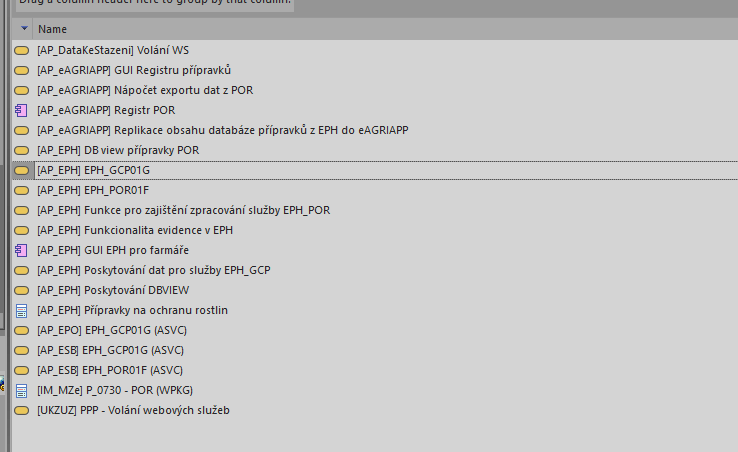 Drag a column header here to group by that column.
Name
[AP_DataKeStazeni] Volání WS
[AP_eAGRIAPP] GUI Registru přípravků
[AP_eAGRIAPP] Nápočet exportu dat z POR
[AP_eAGRIAPP] Registr POR
[AP_eAGRIAPP] Replikace obsahu databáze přípravků z EPH do eAGRIAPP
[AP_EPH] DB view přípravky POR
[AP_EPH] EPH_GCP01G
[AP_EPH] EPH_POR01F
[AP_EPH] Funkce pro zajištění zpracování služby EPH_POR
[AP_EPH] Funkcionalita evidence v EPH
[AP_EPH] GUI EPH pro farmáře
[AP_EPH] Poskytování dat pro služby EPH_GCP
[AP_EPH] Poskytování DBVIEW
[AP_EPH] Přípravky na ochranu rostlin
[AP_EPO] EPH_GCP01G (ASVC)
[AP_ESB] EPH_GCP01G (ASVC)
[AP_ESB] EPH_POR01F (ASVC)
[IM_MZe] P_0730 - POR (WPKG)
[UKZUZ] PPP - Volání webových služeb